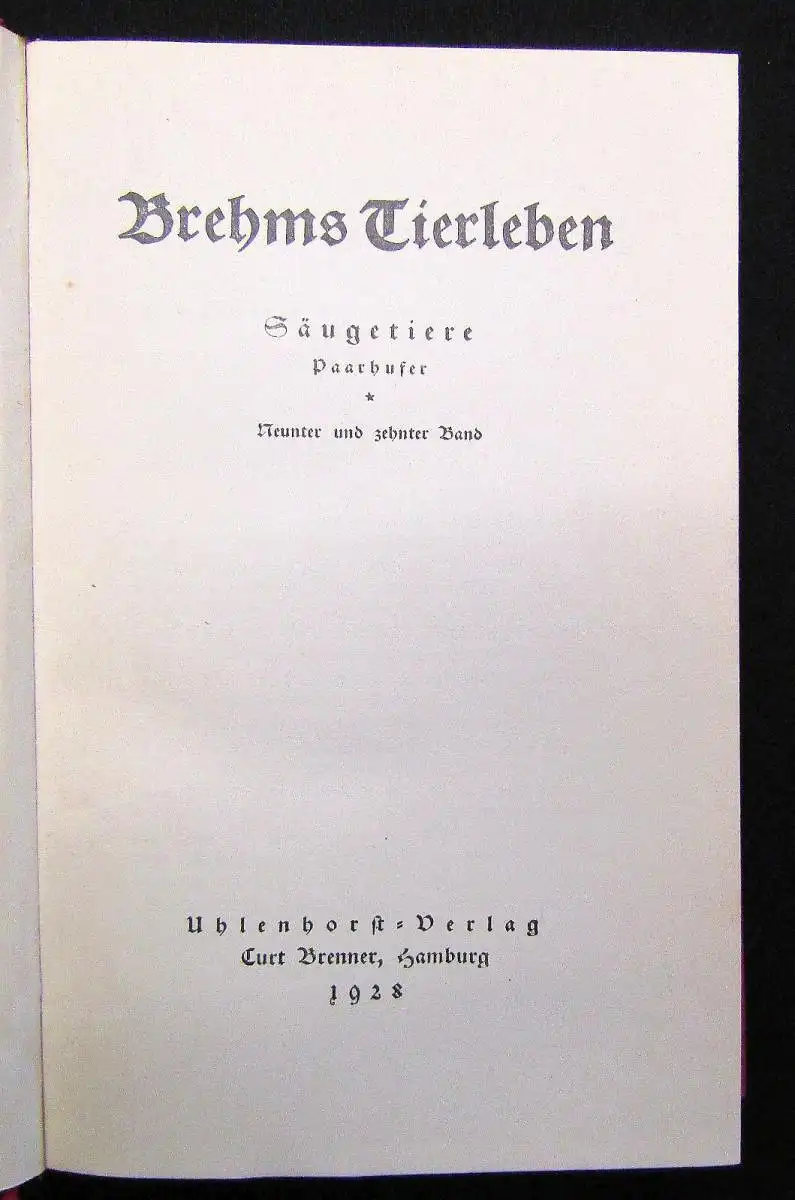 Brehms Tierleben
Säugetiere
Paarhufer
*
Neunter und zehnter Band
Uhlenhorst-Verlag
Curt Brenner, Hamburg
1928